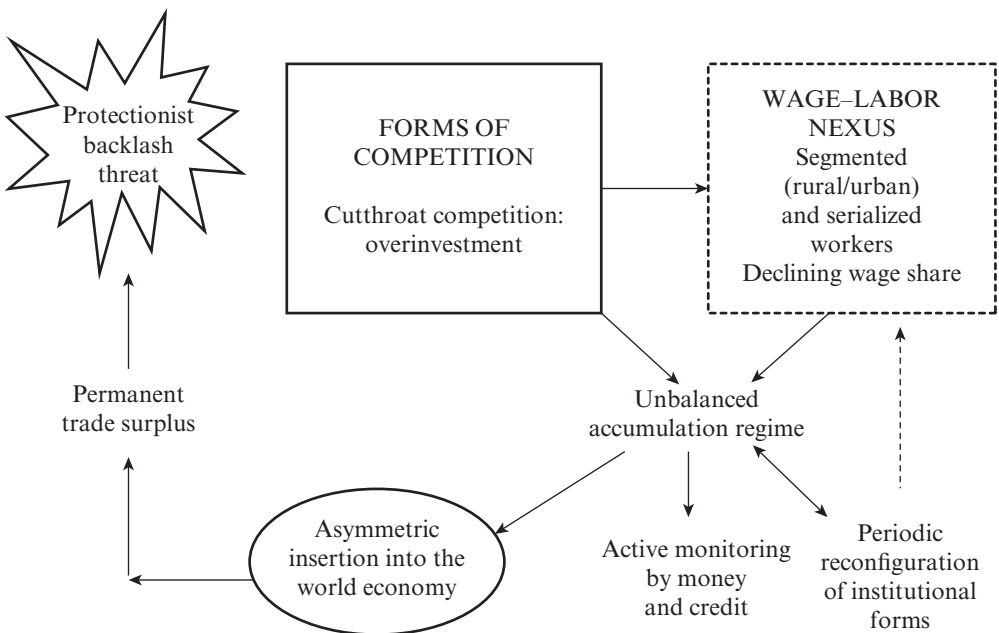 Protectionist
backlash
threat
FORMS OF
COMPETITION
Cutthroat competition:
overinvestment
WAGE–LABOR
NEXUS
Segmented
(rural/urban)
and serialized
workers
Declining wage share
Permanent
trade surplus
Unbalanced
accumulation regime
Asymmetric
insertion into the
world economy
Active monitoring
by money
and credit
Periodic
reconfiguration
of institutional
forms